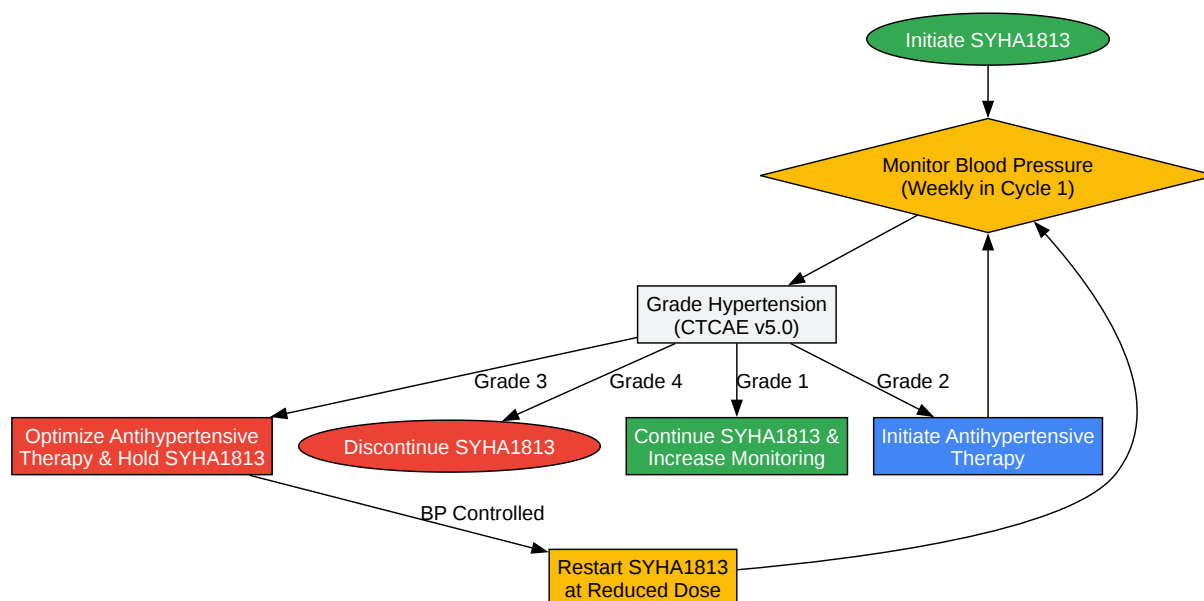 Initiate SYHA1813
Monitor Blood Pressure
(Weekly in Cycle 1)
Grade Hypertension
(CTCAE v5.0)
Grade 3
Grade 4
Grade 1
Grade 2
Optimize Antihypertensive
Therapy & Hold SYHA1813
Discontinue SYHA1813
Continue SYHA1813 &
Increase Monitoring
Initiate Antihypertensive
Therapy
BP Controlled
Restart SYHA1813
at Reduced Dose